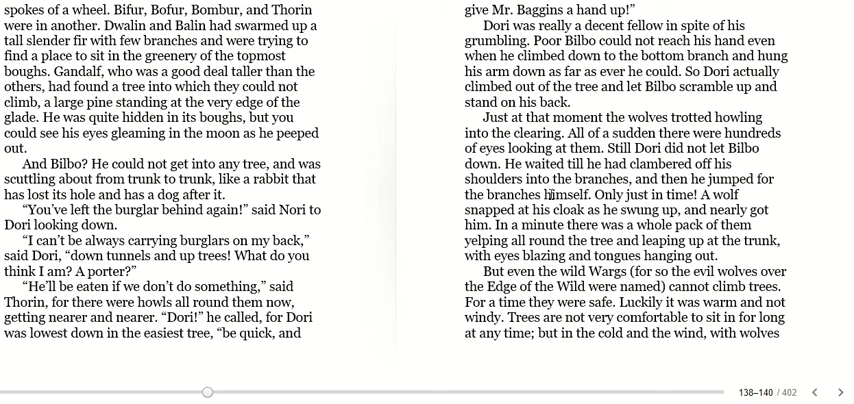 spokes of a wheel. Bifur, Bofur, Bombur, and Thorin
were in another. Dwalin and Balin had swarmed up a
tall slender fir with few branches and were trying to
find a place to sit in the greenery of the topmost
boughs. Gandalf, who was a good deal taller than the
others, had found a tree into which they could not
climb, a large pine standing at the very edge of the
glade. He was quite hidden in its boughs, but you
could see his eyes gleaming in the moon as he peeped
out.
And Bilbo? He could not get into any tree, and was
scuttling about from trunk to trunk, like a rabbit that
has lost its hole and has a dog after it.
“You’ve left the burglar behind again!” said Nori to
Dori looking down.
“I can’t be always carrying burglars on my back,”
said Dori, “down tunnels and up trees! What do you
think I am? A porter?”
“He’ll be eaten if we don’t do something,” said
Thorin, for there were howls all round them now,
getting nearer and nearer. “Dori!” he called, for Dori
was lowest down in the easiest tree, “be quick, and
give Mr. Baggins a hand up!”
Dori was really a decent fellow in spite of his
grumbling. Poor Bilbo could not reach his hand even
when he climbed down to the bottom branch and hung
his arm down as far as ever he could. So Dori actually
climbed out of the tree and let Bilbo scramble up and
stand on his back.
Just at that moment the wolves trotted howling
into the clearing. All of a sudden there were hundreds
of eyes looking at them. Still Dori did not let Bilbo
down. He waited till he had clambered off his
shoulders into the branches, and then he jumped for
the branches himself. Only just in time! A wolf
snapped at his cloak as he swung up, and nearly got
him. In a minute there was a whole pack of them
yelping all round the tree and leaping up at the trunk,
with eyes blazing and tongues hanging out.
But even the wild Wargs (for so the evil wolves over
the Edge of the Wild were named) cannot climb trees.
For a time they were safe. Luckily it was warm and not
windy. Trees are not very comfortable to sit in for long
at any time; but in the cold and the wind, with wolves
138–140 / 402